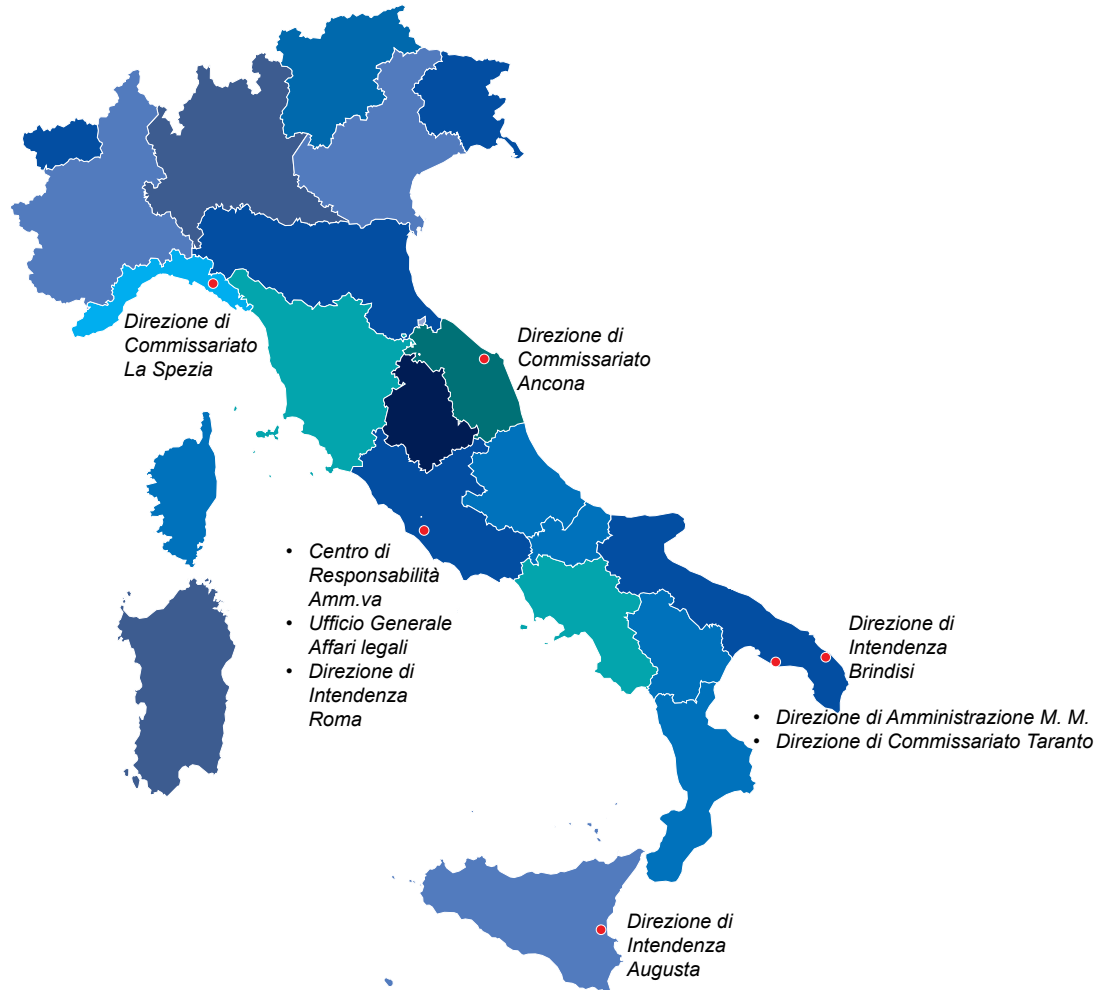 Direzione di
Commissariato
La Spezia
Direzione di
Commissariato
Ancona
• Centro di
Responsabilità
Amm.va
• Ufficio Generale
Affari legali
• Direzione di
Intendenza
Roma
Direzione di
Intendenza
Brindisi
• Direzione di Amministrazione M. M.
• Direzione di Commissariato Taranto
Direzione di
Intendenza
Augusta